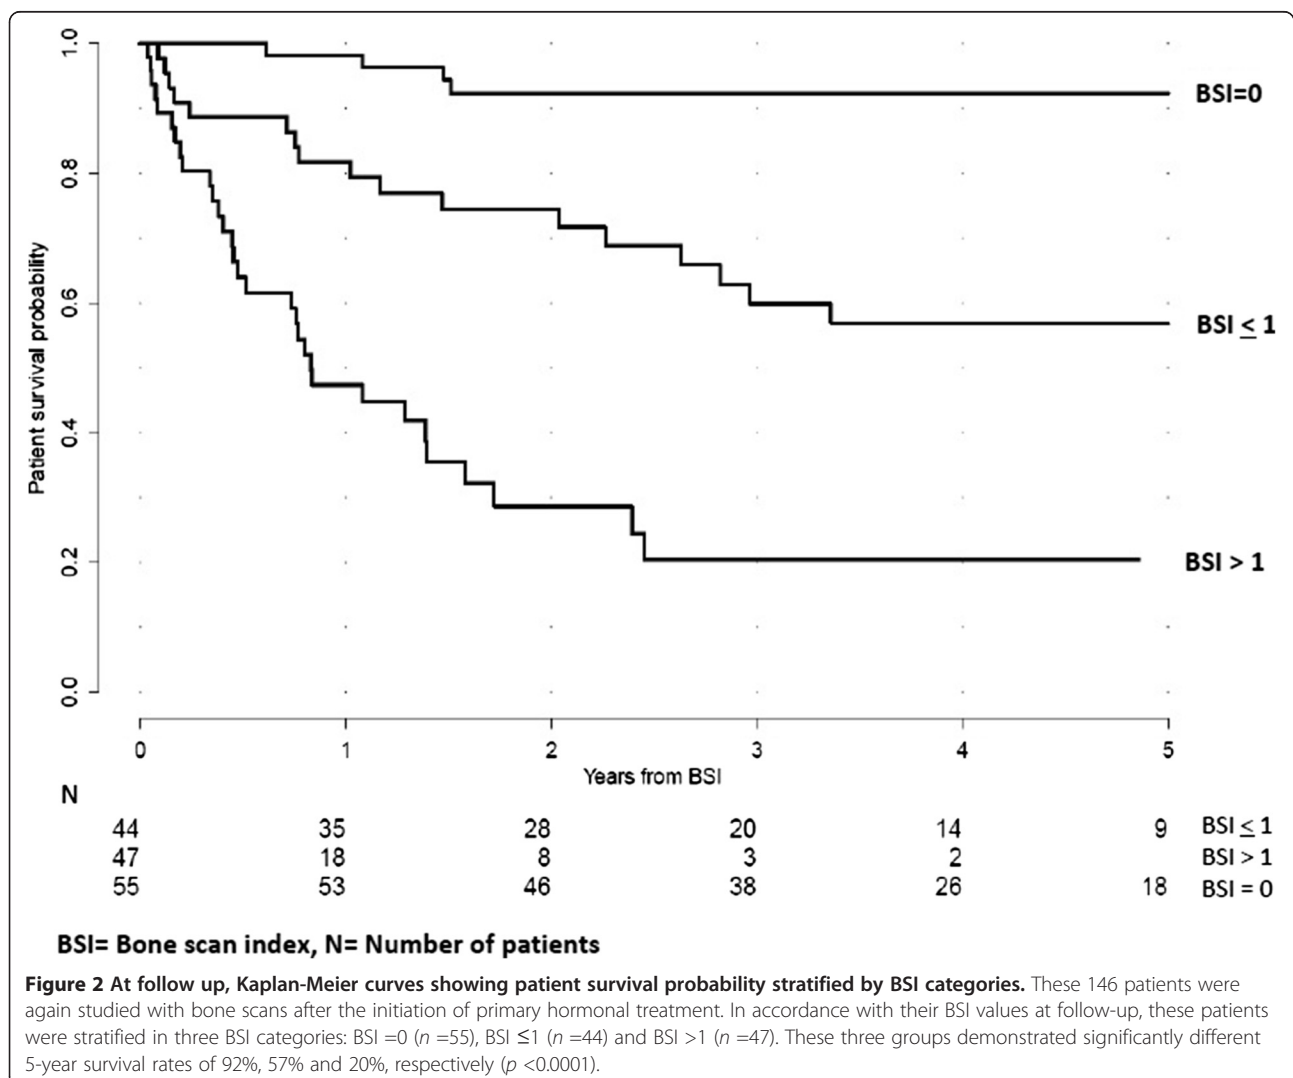 1.0
0.8
0.6
0.4
0.2
0.0
Patient survival probability
BSI=0
BSI ≤ 1
BSI > 1
0 1 2 3 4 5
Years from BSI
N
44 35 28 20 14 9 BSI ≤ 1
47 18 8 3 2 BSI > 1
55 53 46 38 26 18 BSI = 0
BSI= Bone scan index, N= Number of patients
Figure 2 At follow up, Kaplan-Meier curves showing patient survival probability stratified by BSI categories. These 146 patients were
again studied with bone scans after the initiation of primary hormonal treatment. In accordance with their BSI values at follow-up, these patients
were stratified in three BSI categories: BSI =0 (n =55), BSI ≤1 (n =44) and BSI >1 (n =47). These three groups demonstrated significantly different
5-year survival rates of 92%, 57% and 20%, respectively (p <0.0001).